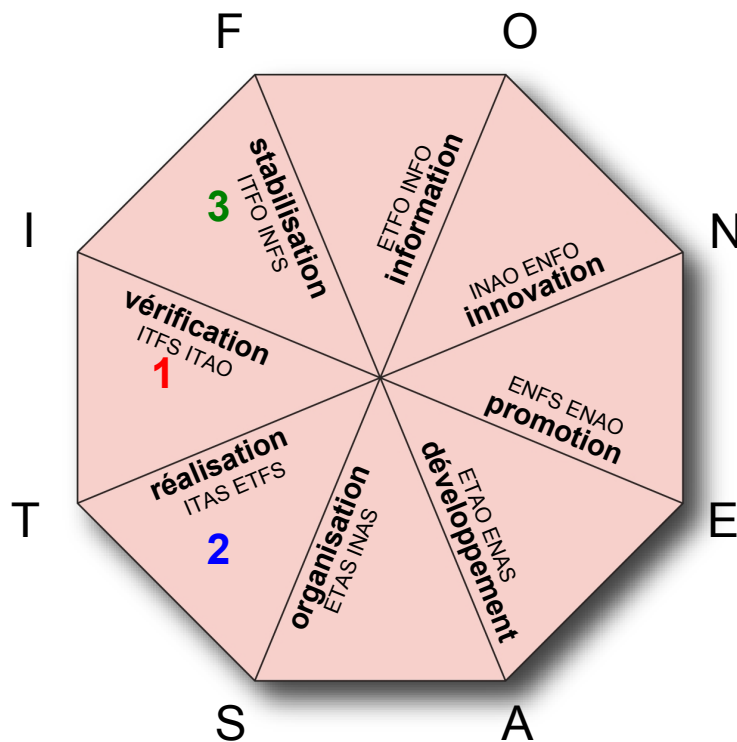 F
O
stabilisation
ITFO INFS
3
ETFO INFO
information
I
N
INAO ENFO
innovation
vérification
ITFS ITAO
1
ENFS ENAO
promotion
réalisation
ITAS ETFS
2
organisation
ETAS INAS
ETAO ENAS
développement
T
E
S
A